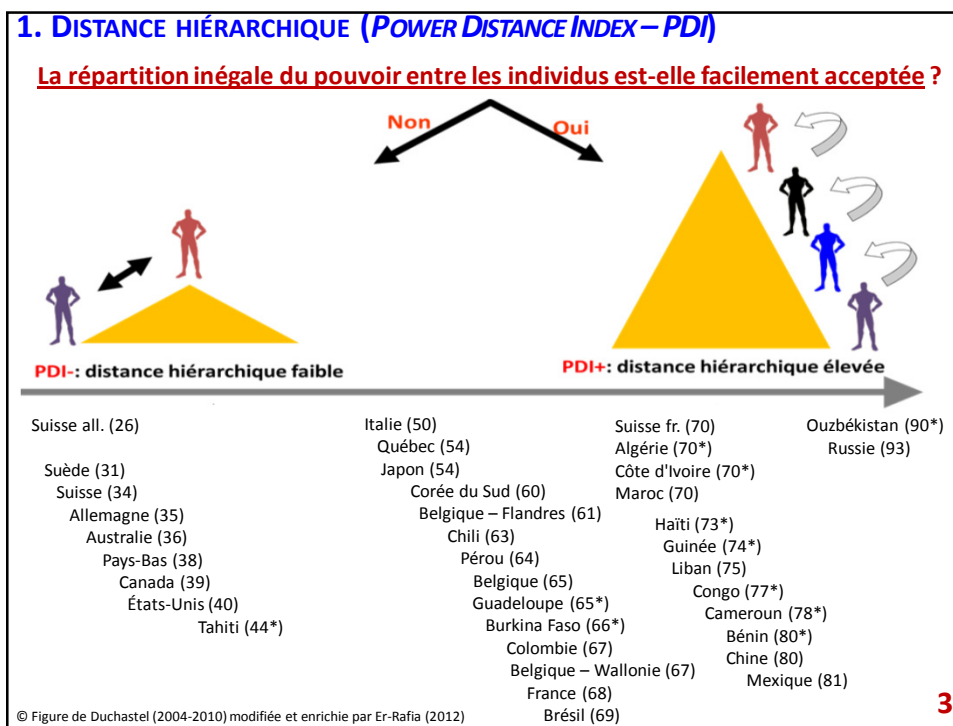 1. DISTANCE HIÉRARCHIQUE (POWER DISTANCE INDEX – PDI)
La répartition inégale du pouvoir entre les individus est-elle facilement acceptée ?
Non
Oui
PDI-: distance hiérarchique faible
PDI+: distance hiérarchique élevée
Suisse all. (26)
Suède (31)
Suisse (34)
Allemagne (35)
Australie (36)
Pays-Bas (38)
Canada (39)
États-Unis (40)
Tahiti (44*)
Italie (50)
Québec (54)
Japon (54)
Corée du Sud (60)
Belgique – Flandres (61)
Chili (63)
Pérou (64)
Belgique (65)
Guadeloupe (65*)
Burkina Faso (66*)
Colombie (67)
Belgique – Wallonie (67)
France (68)
Brésil (69)
Suisse fr. (70)
Algérie (70*)
Côte d'Ivoire (70*)
Maroc (70)
Haïti (73*)
Guinée (74*)
Liban (75)
Congo (77*)
Cameroun (78*)
Bénin (80*)
Chine (80)
Mexique (81)
Ouzbékistan (90*)
Russie (93)
© Figure de Duchastel (2004-2010) modifiée et enrichie par Er-Rafia (2012)
3